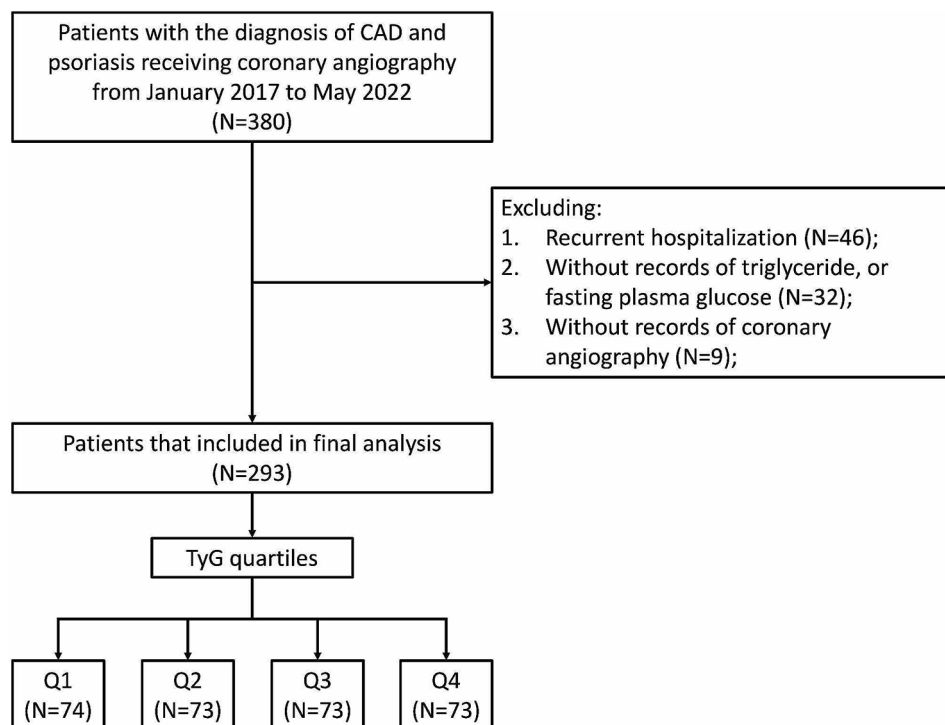 Patients with the diagnosis of CAD and
psoriasis receiving coronary angiography
from January 2017 to May 2022
(N=380)
Excluding:
1. Recurrent hospitalization (N=46);
2. Without records of triglyceride, or
fasting plasma glucose (N=32);
3. Without records of coronary
angiography (N=9);
Patients that included in final analysis
(N=293)
TyG quartiles
Q1
(N=74)
Q2
(N=73)
Q3
(N=73)
Q4
(N=73)